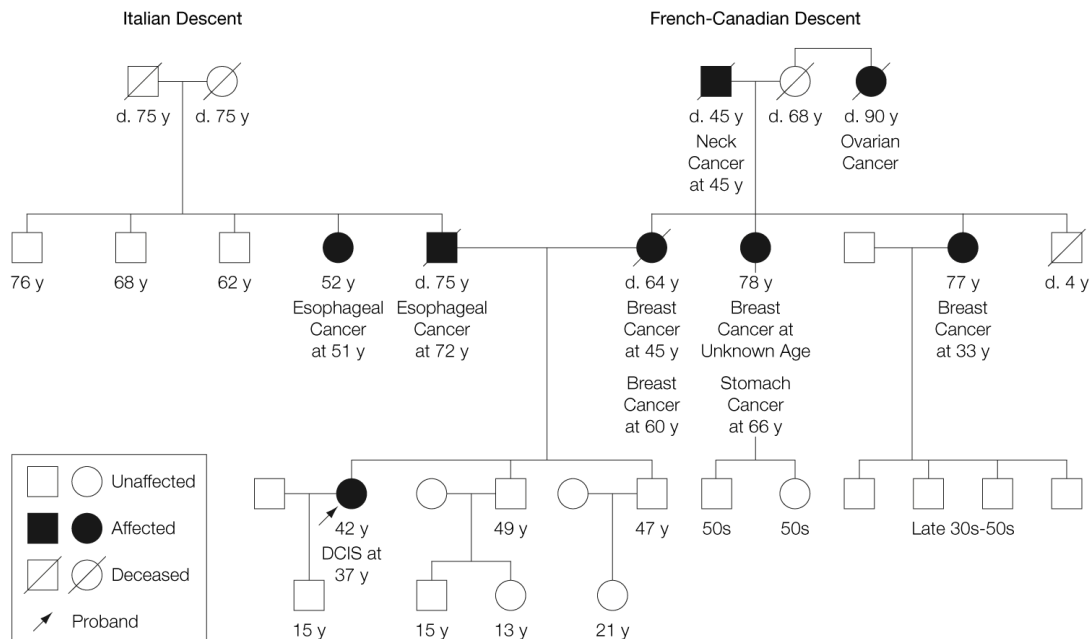 Italian Descent
French-Canadian Descent
d. 75 y
d. 75 y
d. 45 y
Neck
Cancer
at 45 y
d. 68 y
d. 90 y
Ovarian
Cancer
76 y
68 y
62 y
52 y
Esophageal
Cancer
at 51 y
d. 75 y
Esophageal
Cancer
at 72 y
d. 64 y
Breast
Cancer
at 45 y
Breast
Cancer
at 60 y
78 y
Breast
Cancer at
Unknown Age
Stomach
Cancer
at 66 y
77 y
Breast
Cancer
at 33 y
d. 4 y
42 y
DCIS at
37 y
49 y
47 y
50s
50s
Late 30s-50s
15 y
15 y
13 y
21 y
Unaffected
Affected
Deceased
Proband